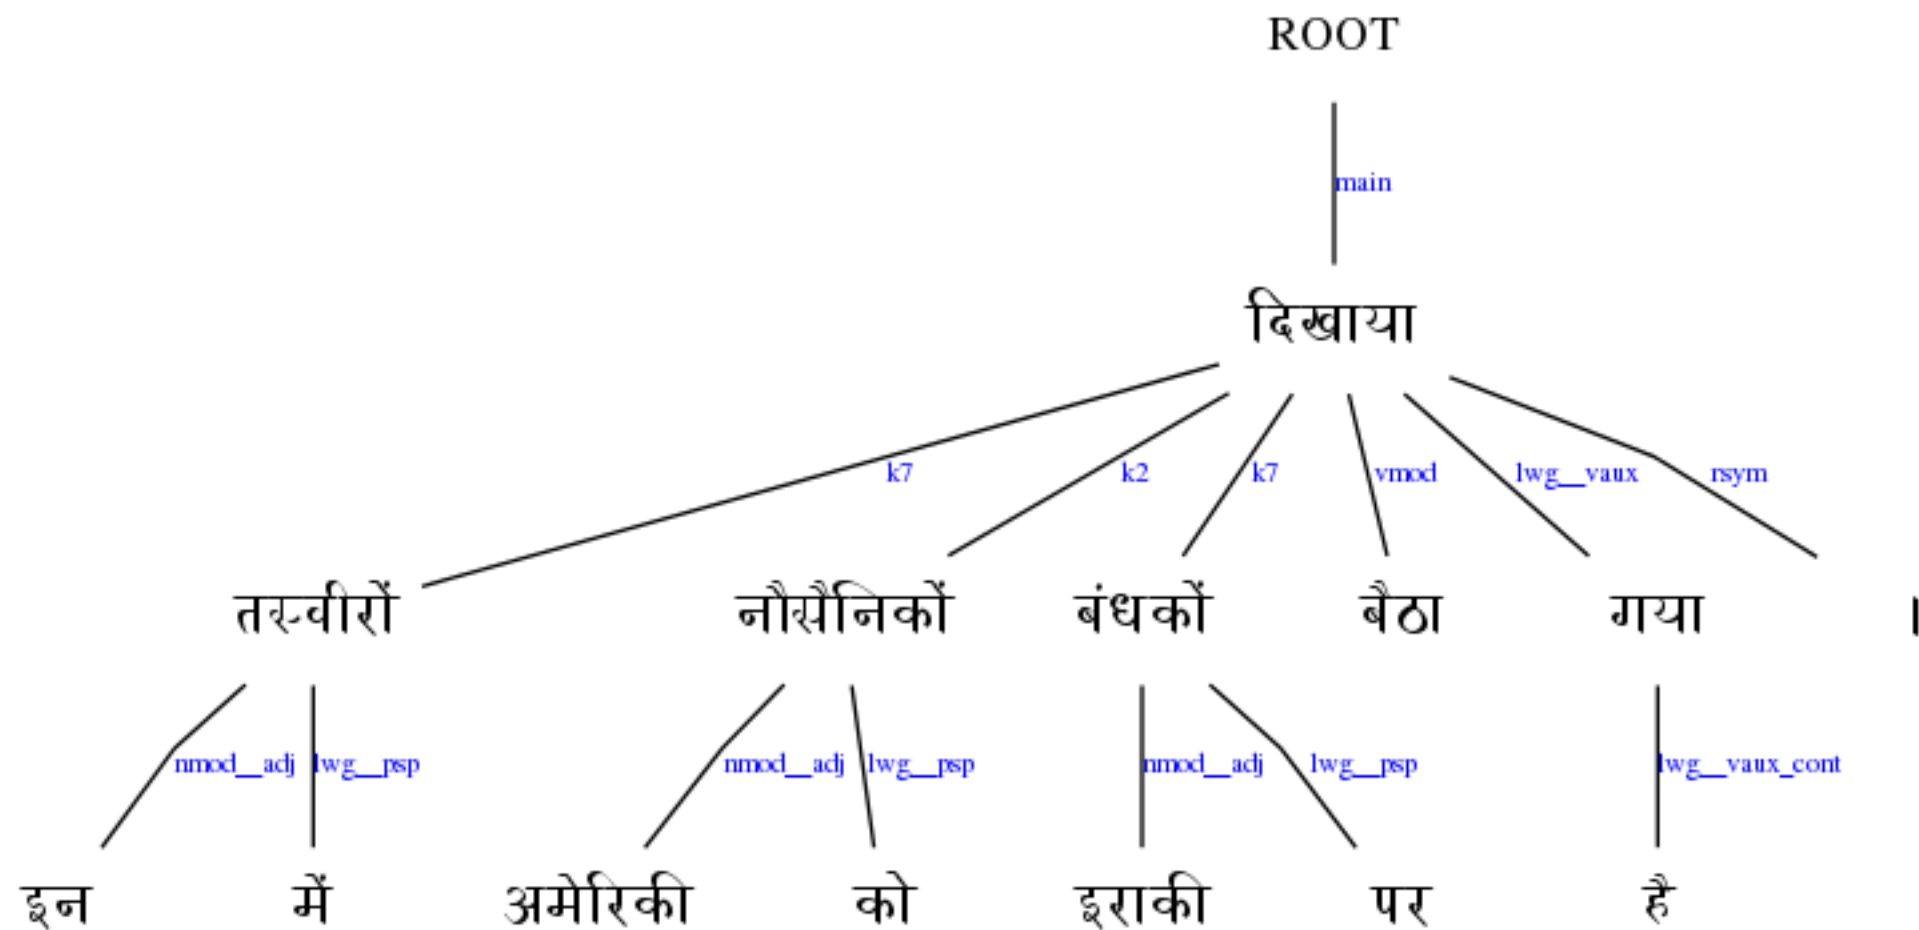 ROOT
main
दिखाया
k7 k2 k7 vmod lwg__vaux rsym
तस्वीरों नौसैनिकों बंधकों बैठा गया ।
nmod__adj lwg__psp nmod__adj lwg__psp nmod__adj lwg__psp lwg__vaux_cont
इन में अमेरिकी को इराकी पर है